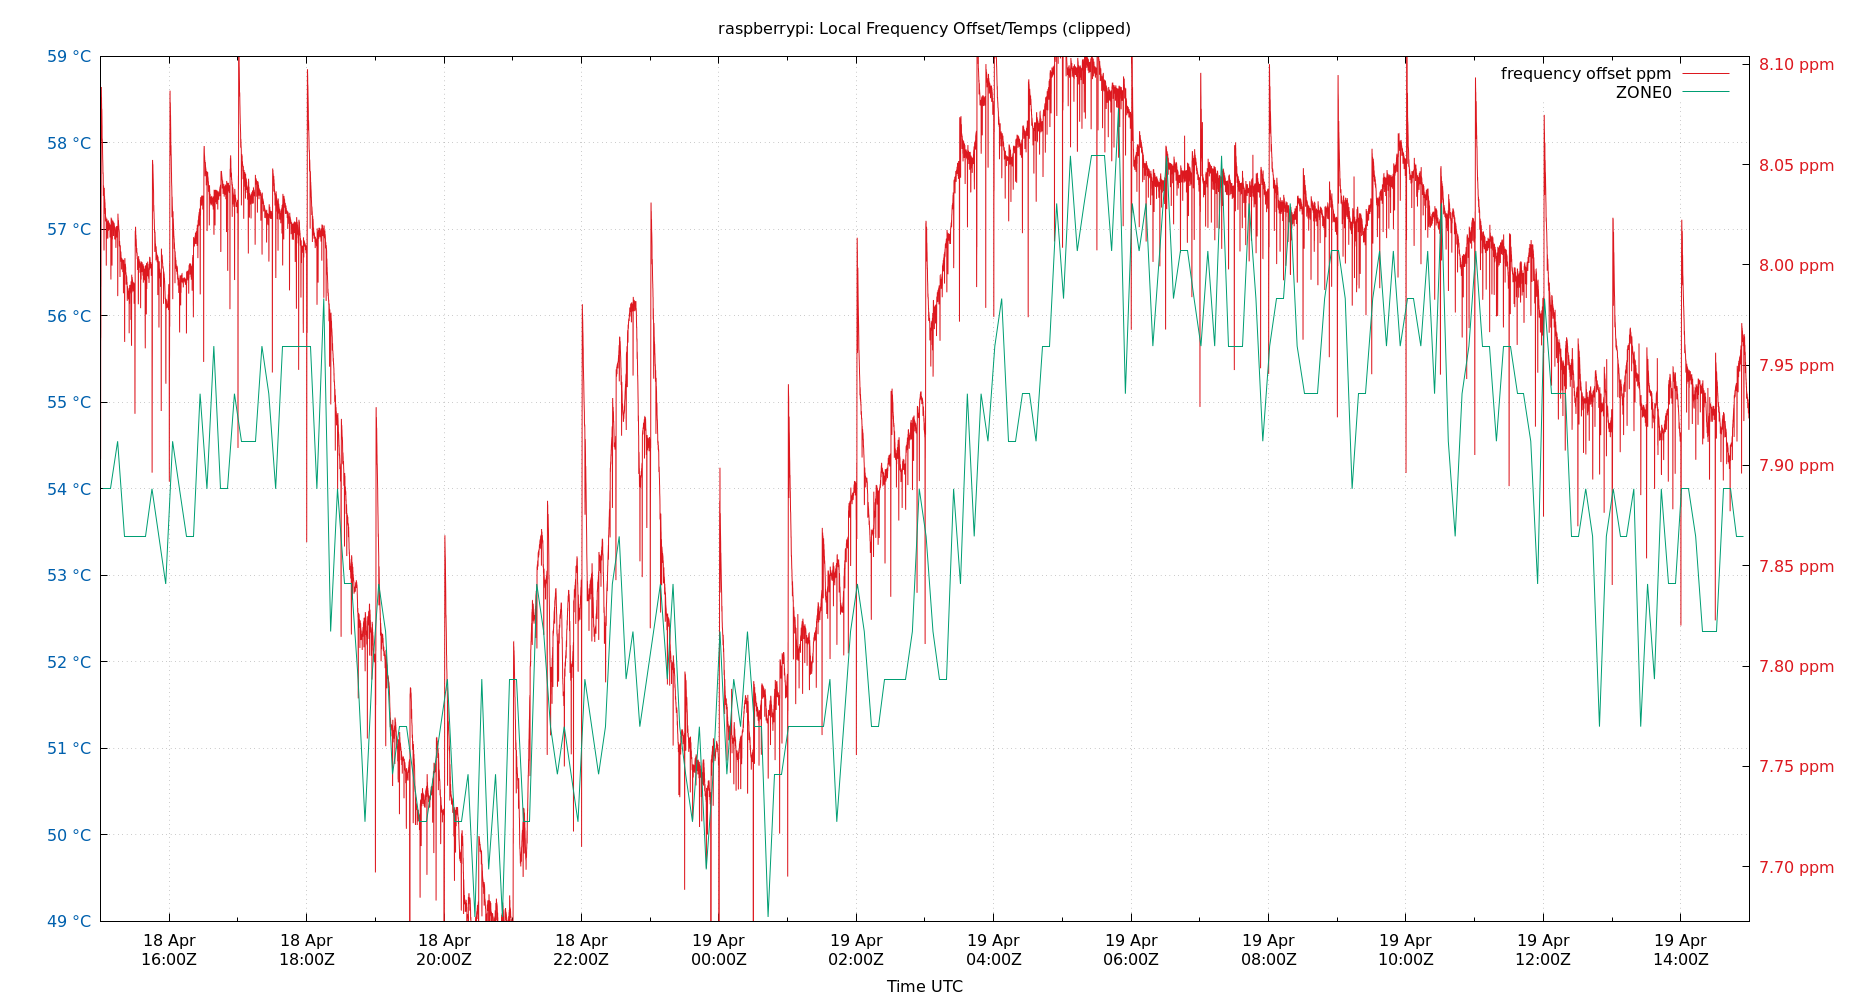 raspberrypi: Local Frequency Offset/Temps (clipped)
frequency offset ppm
ZONE0
59 °C
58 °C
57 °C
56 °C
55 °C
54 °C
53 °C
52 °C
51 °C
50 °C
49 °C
8.10 ppm
8.05 ppm
8.00 ppm
7.95 ppm
7.90 ppm
7.85 ppm
7.80 ppm
7.75 ppm
7.70 ppm
18 Apr
16:00Z
18 Apr
18:00Z
18 Apr
20:00Z
18 Apr
22:00Z
19 Apr
00:00Z
19 Apr
02:00Z
19 Apr
04:00Z
19 Apr
06:00Z
19 Apr
08:00Z
19 Apr
10:00Z
19 Apr
12:00Z
19 Apr
14:00Z
Time UTC